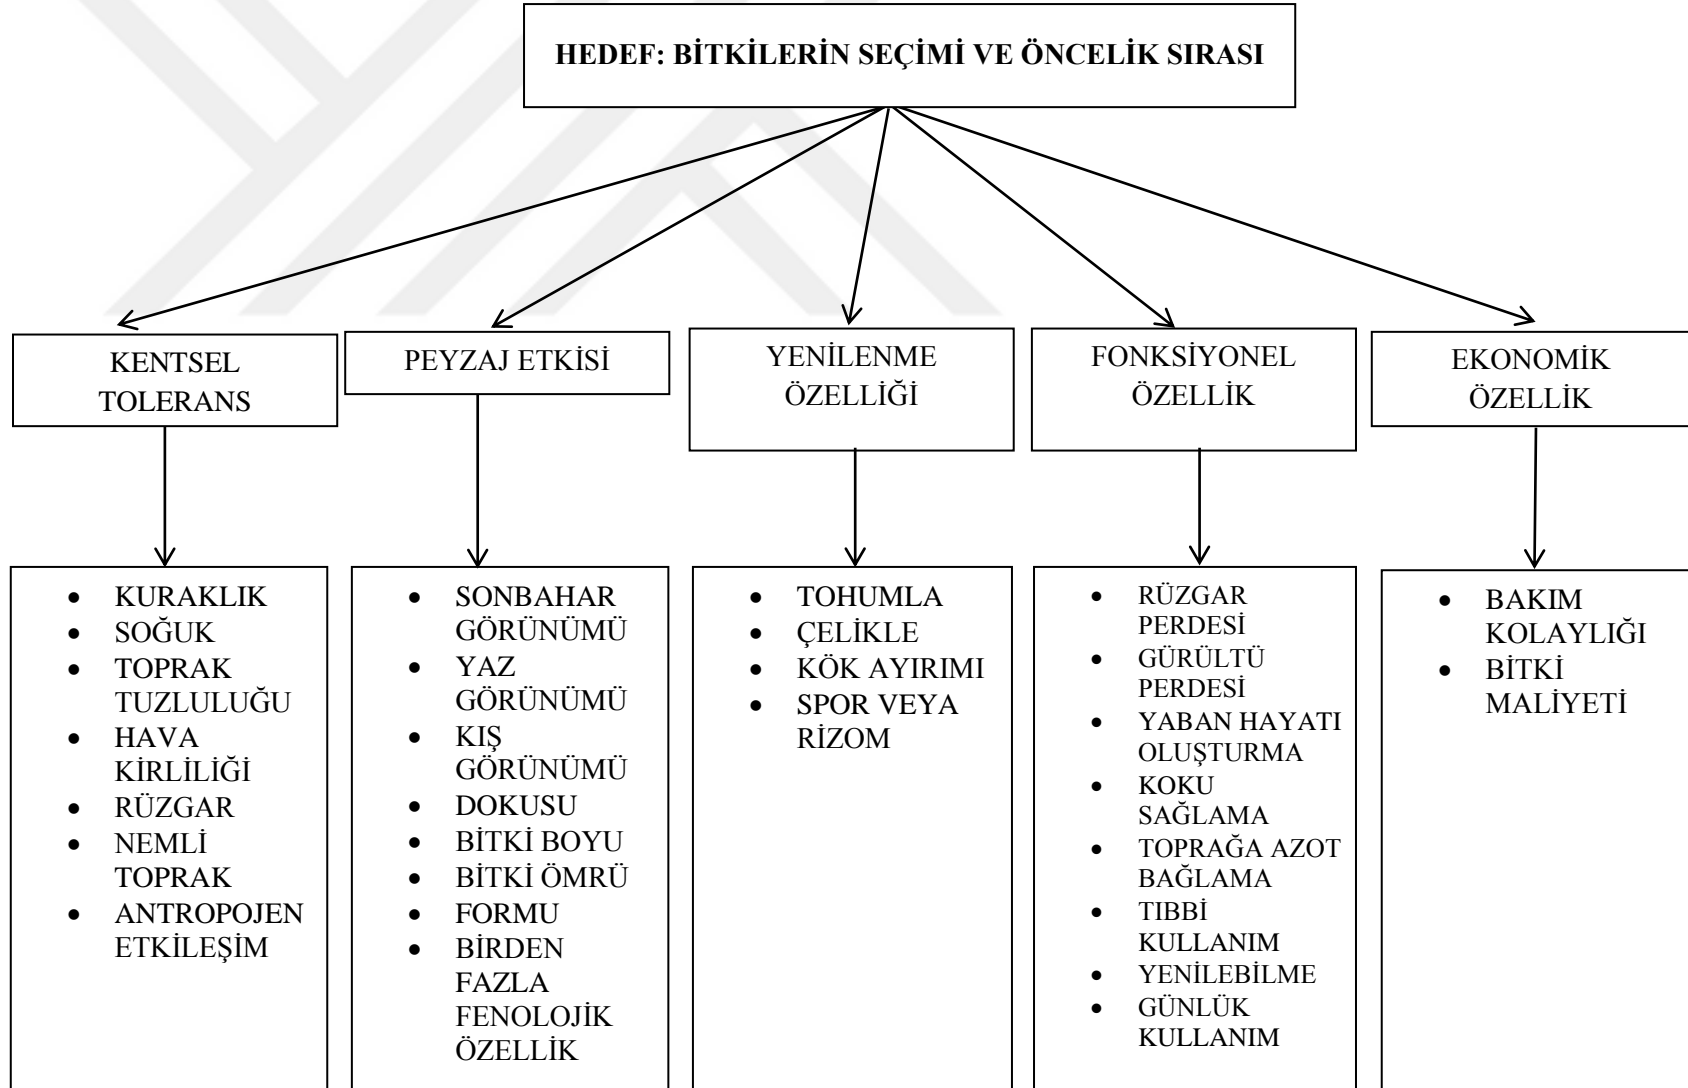 HEDEF: BİTKİLERİN SEÇİMİ VE ÖNCELİK SIRASI
KENTSEL
TOLERANS
PEYZAJ ETKİSİ
YENİLENME
ÖZELLİĞİ
FONKSİYONEL
ÖZELLİK
EKONOMİK
ÖZELLİK
• KURAKLIK
• SOĞUK
• TOPRAK
TUZLULUĞU
• HAVA
KİRLİLİĞİ
• RÜZGAR
• NEMLİ
TOPRAK
• ANTROPOJEN
ETKİLEŞİM
• SONBAHAR
GÖRÜNÜMÜ
• YAZ
GÖRÜNÜMÜ
• KIŞ
GÖRÜNÜMÜ
• DOKUSU
• BİTKİ BOYU
• BİTKİ ÖMRÜ
• FORMU
• BİRDEN
FAZLA
FENOLOJİK
ÖZELLİK
• TOHUMLA
• ÇELİKLE
• KÖK AYIRIMI
• SPOR VEYA
RİZOM
• RÜZGAR
PERDESİ
• GÜRÜLTÜ
PERDESİ
• YABAN HAYATI
OLUŞTURMA
• KOKU
SAĞLAMA
• TOPRAĞA AZOT
BAĞLAMA
• TIBBİ
KULLANIM
• YENİLEBİLME
• GÜNLÜK
KULLANIM
• BAKIM
KOLAYLIĞI
• BİTKİ
MALİYETİ